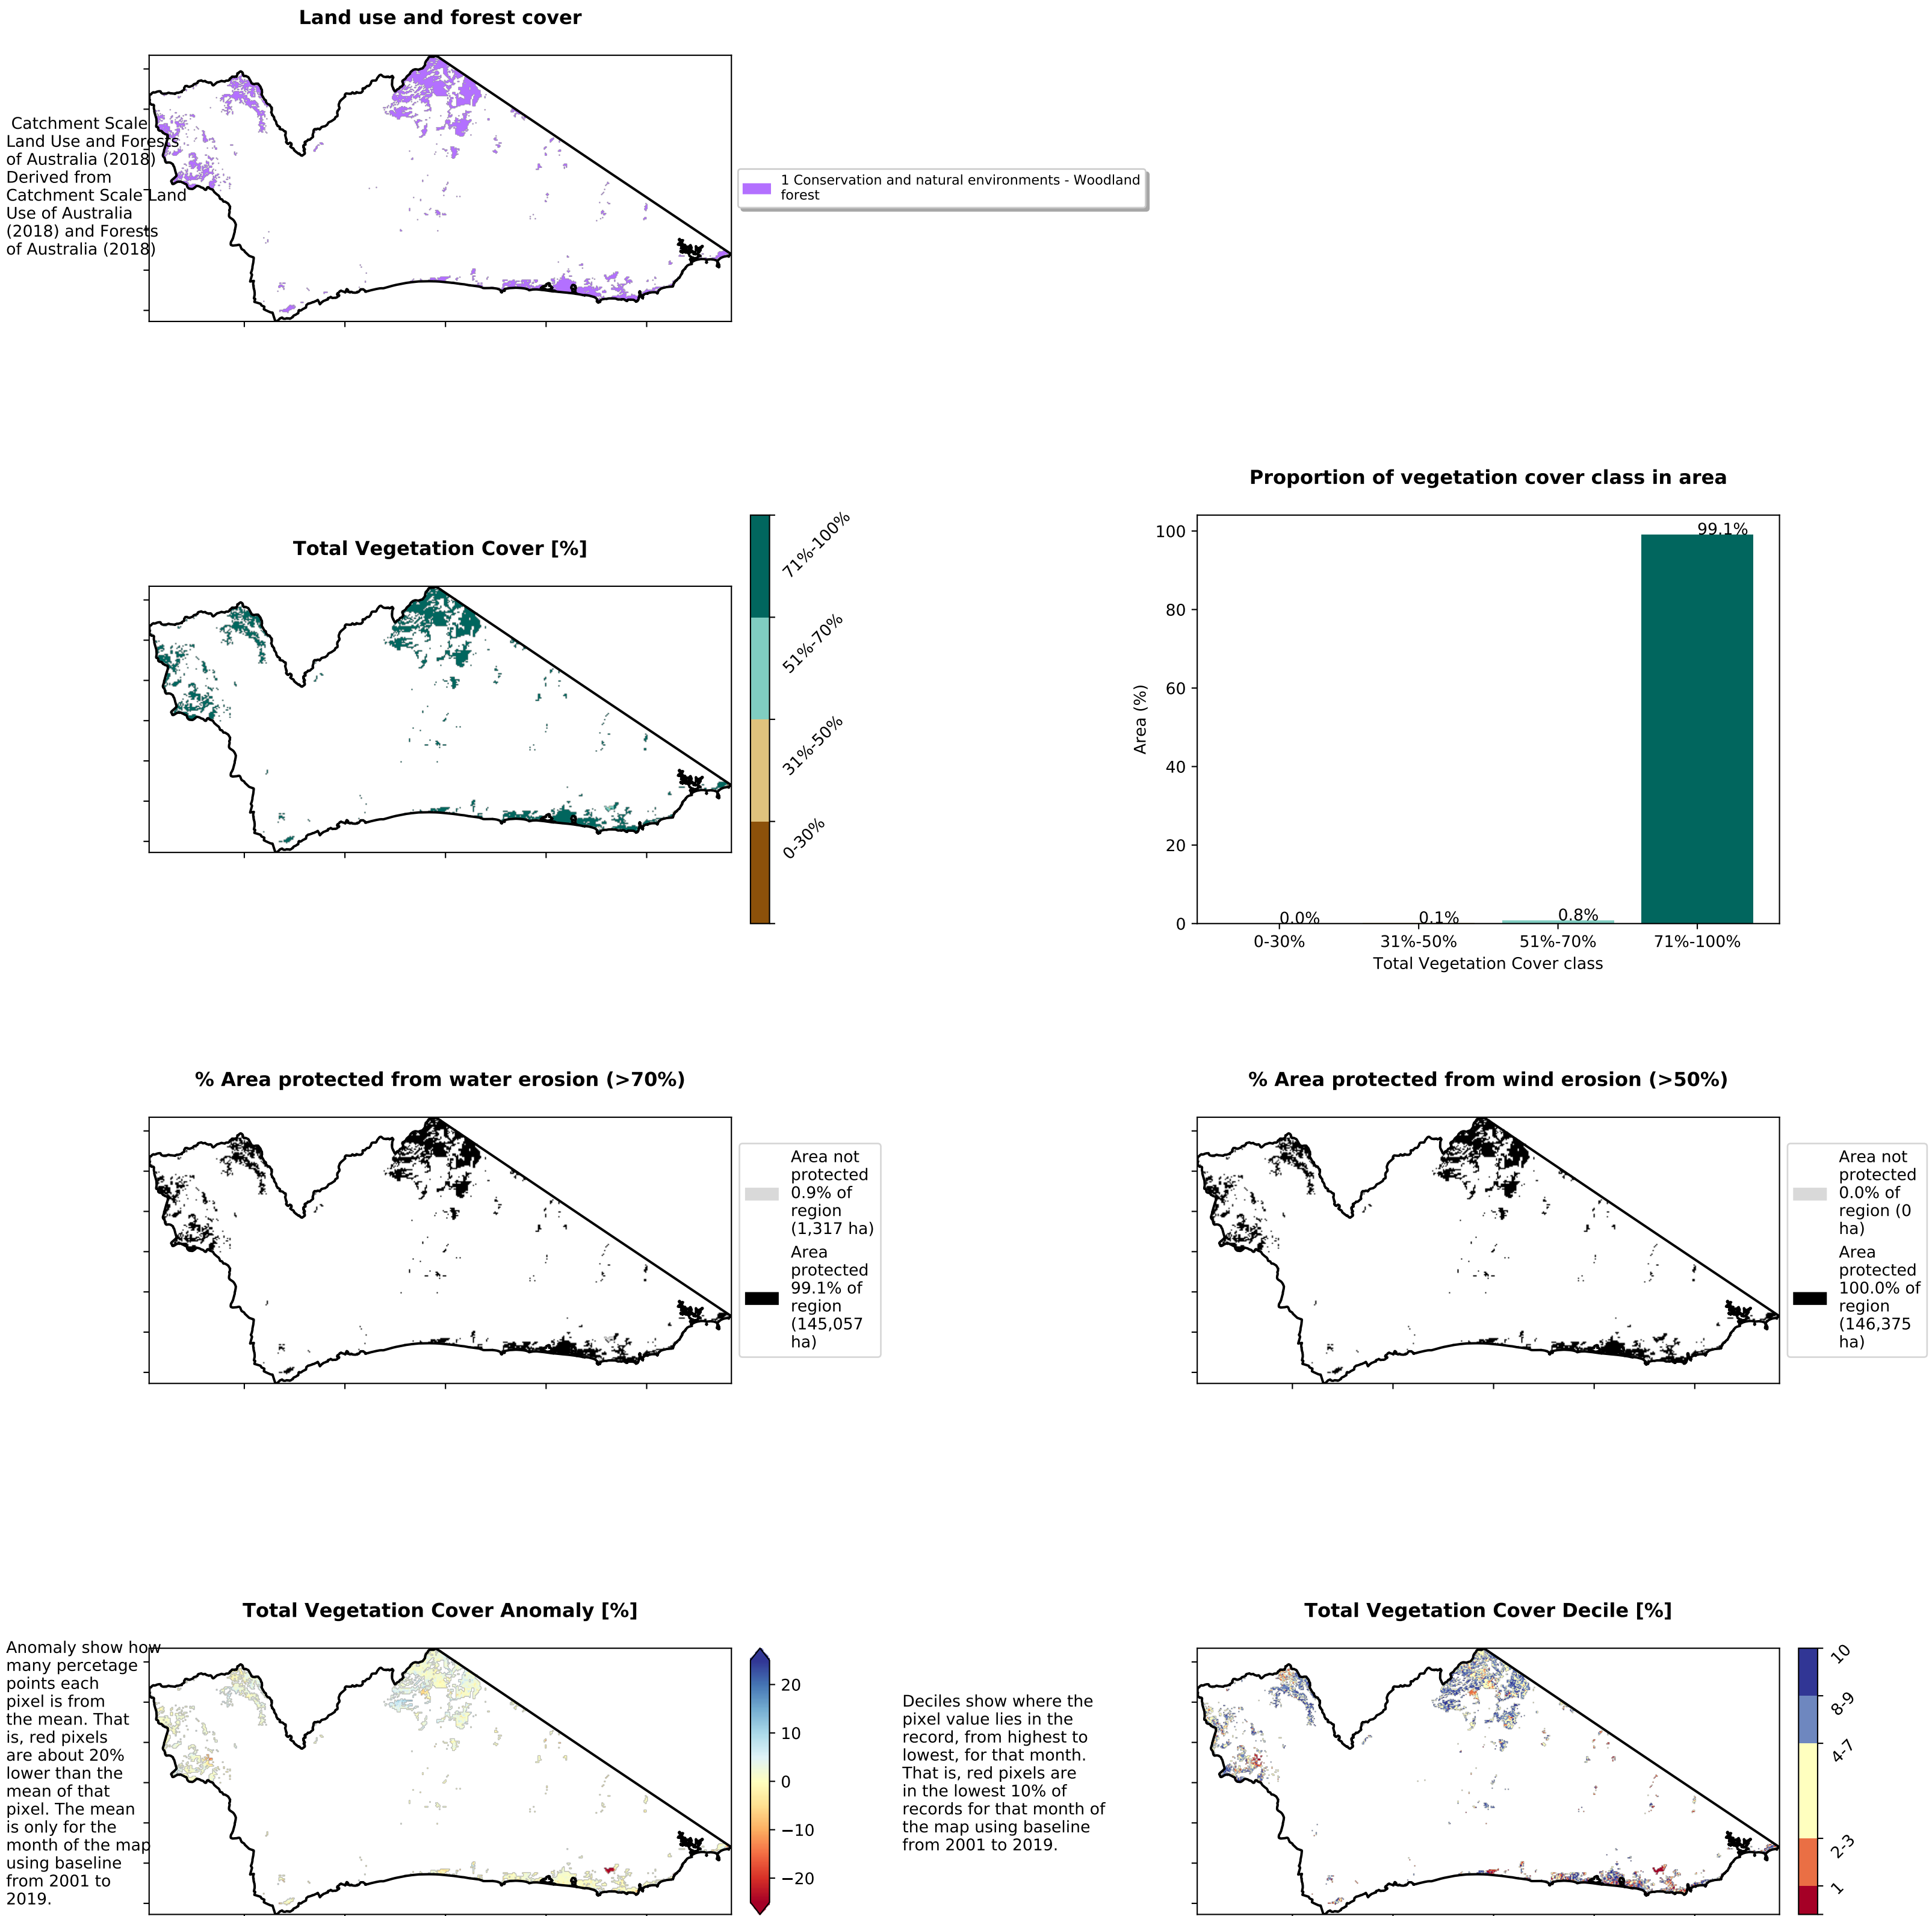 Land use and forest cover
Catchment Scale
Land Use and Forests
of Australia (2018)
Derived from
Catchment Scale Land
Use of Australia
(2018) and Forests
of Australia (2018)
1 Conservation and natural environments - Woodland
forest
Total Vegetation Cover [%]
71%-100%
51%-70%
31%-50%
0-30%
Proportion of vegetation cover class in area
100
80
60
40
20
0
Area (%)
0.0%
0.1%
0.8%
99.1%
0-30%
31%-50%
51%-70%
71%-100%
Total Vegetation Cover class
% Area protected from water erosion (>70%)
Area not
protected
0.9% of
region
(1,317 ha)
Area
protected
99.1% of
region
(145,057
ha)
% Area protected from wind erosion (>50%)
Area not
protected
0.0% of
region (0
ha)
Area
protected
100.0% of
region
(146,375
ha)
Total Vegetation Cover Anomaly [%]
Anomaly show how
many percetage
points each
pixel is from
the mean. That
is, red pixels
are about 20%
lower than the
mean of that
pixel. The mean
is only for the
month of the map
using baseline
from 2001 to
2019.
20
10
0
−10
−20
Total Vegetation Cover Decile [%]
Deciles show where the
pixel value lies in the
record, from highest to
lowest, for that month.
That is, red pixels are
in the lowest 10% of
records for that month of
the map using baseline
from 2001 to 2019.
10
8-9
4-7
2-3
1